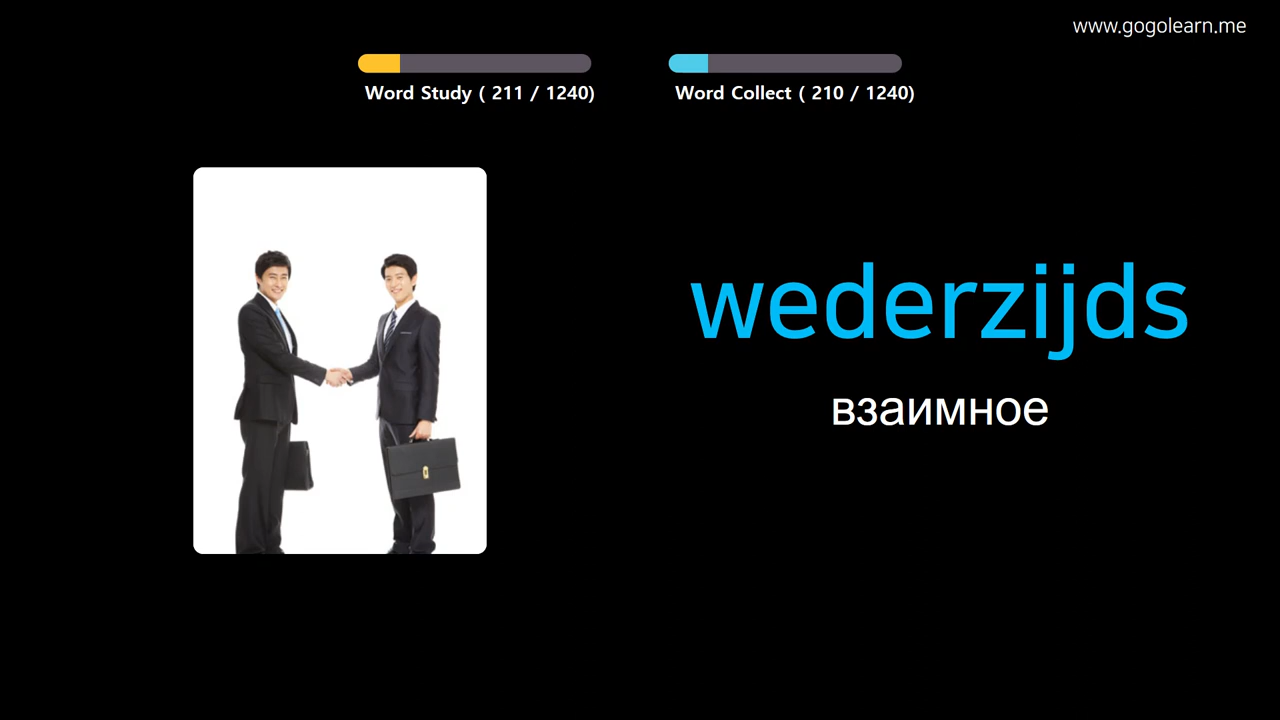 www.gogolearn.me
Word Study ( 211 / 1240)
Word Collect ( 210 / 1240)
wederzijds
взаимное